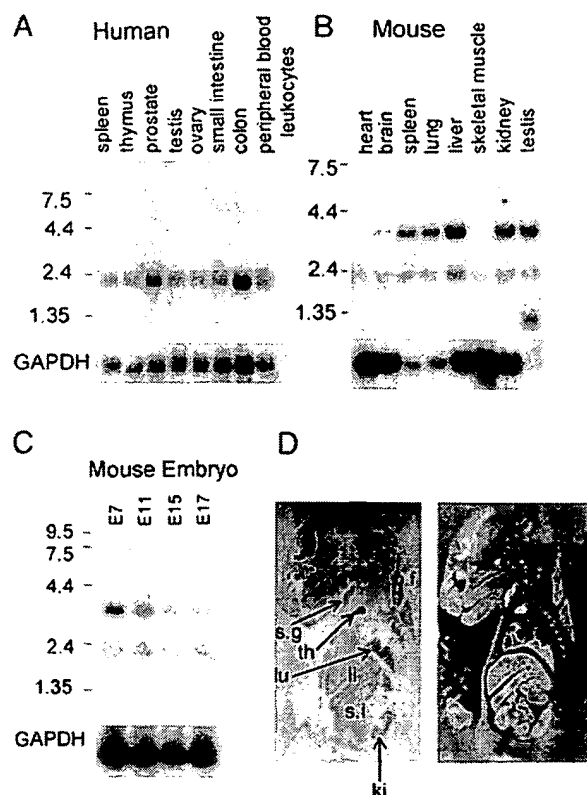 A
Human
spleen
thymus
prostate
testis
ovary
small intestine
colon
peripheral blood
leukocytes
7.5
4.4
2.4
1.35
GAPDH
B
Mouse
heart
brain
spleen
lung
liver
skeletal muscle
kidney
testis
7.5-
4.4-
2.4-
1.35-
C
Mouse Embryo
E7
E11
E15
E17
9.5
7.5
4.4
2.4
1.35
GAPDH
D
s.g
th
lu
li
s.I
ki